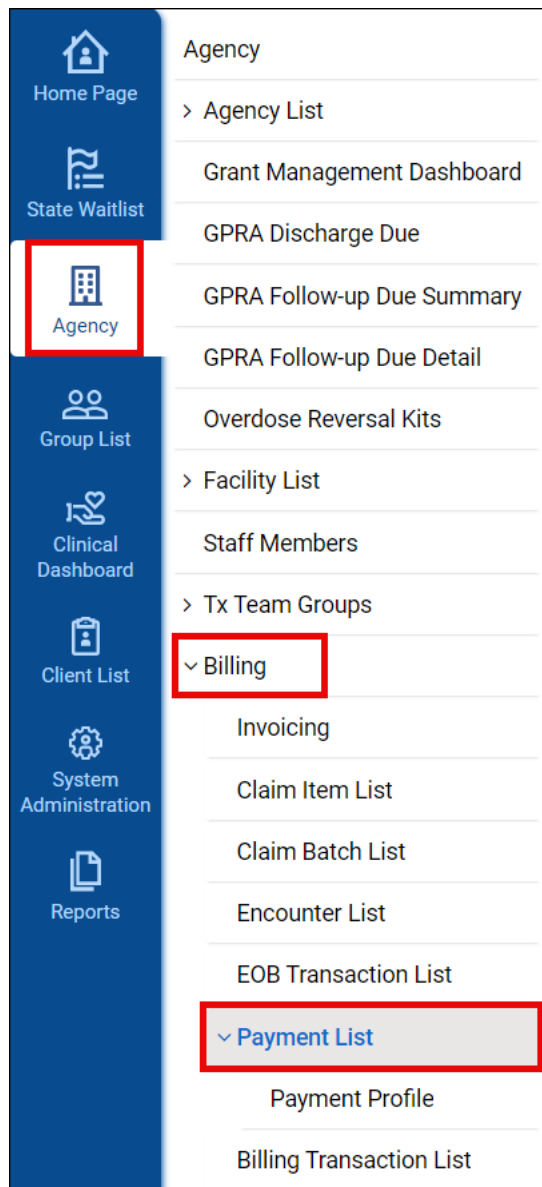 Home Page
State Waitlist
Agency
Group List
Clinical
Dashboard
Client List
System
Administration
Reports
Agency
Agency List
Grant Management Dashboard
GPRA Discharge Due
GPRA Follow-up Due Summary
GPRA Follow-up Due Detail
Overdose Reversal Kits
Facility List
Staff Members
Tx Team Groups
Billing
Invoicing
Claim Item List
Claim Batch List
Encounter List
EOB Transaction List
Payment List
Payment Profile
Billing Transaction List